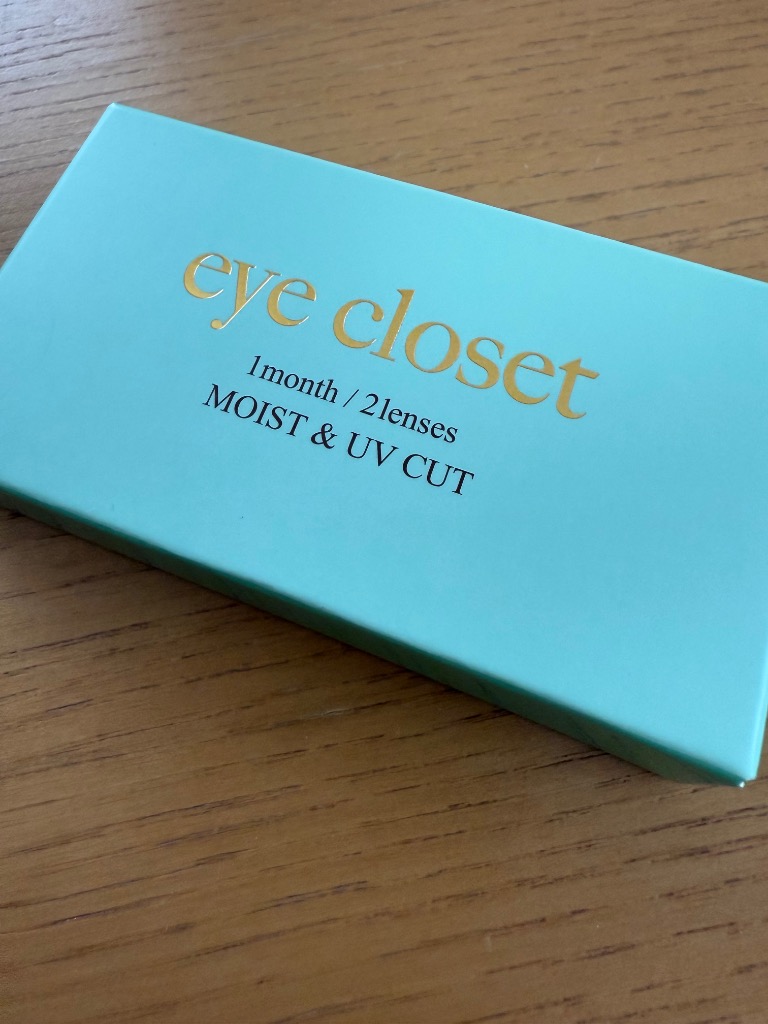 eye closet
1month / 2lenses
MOIST & UV CUT